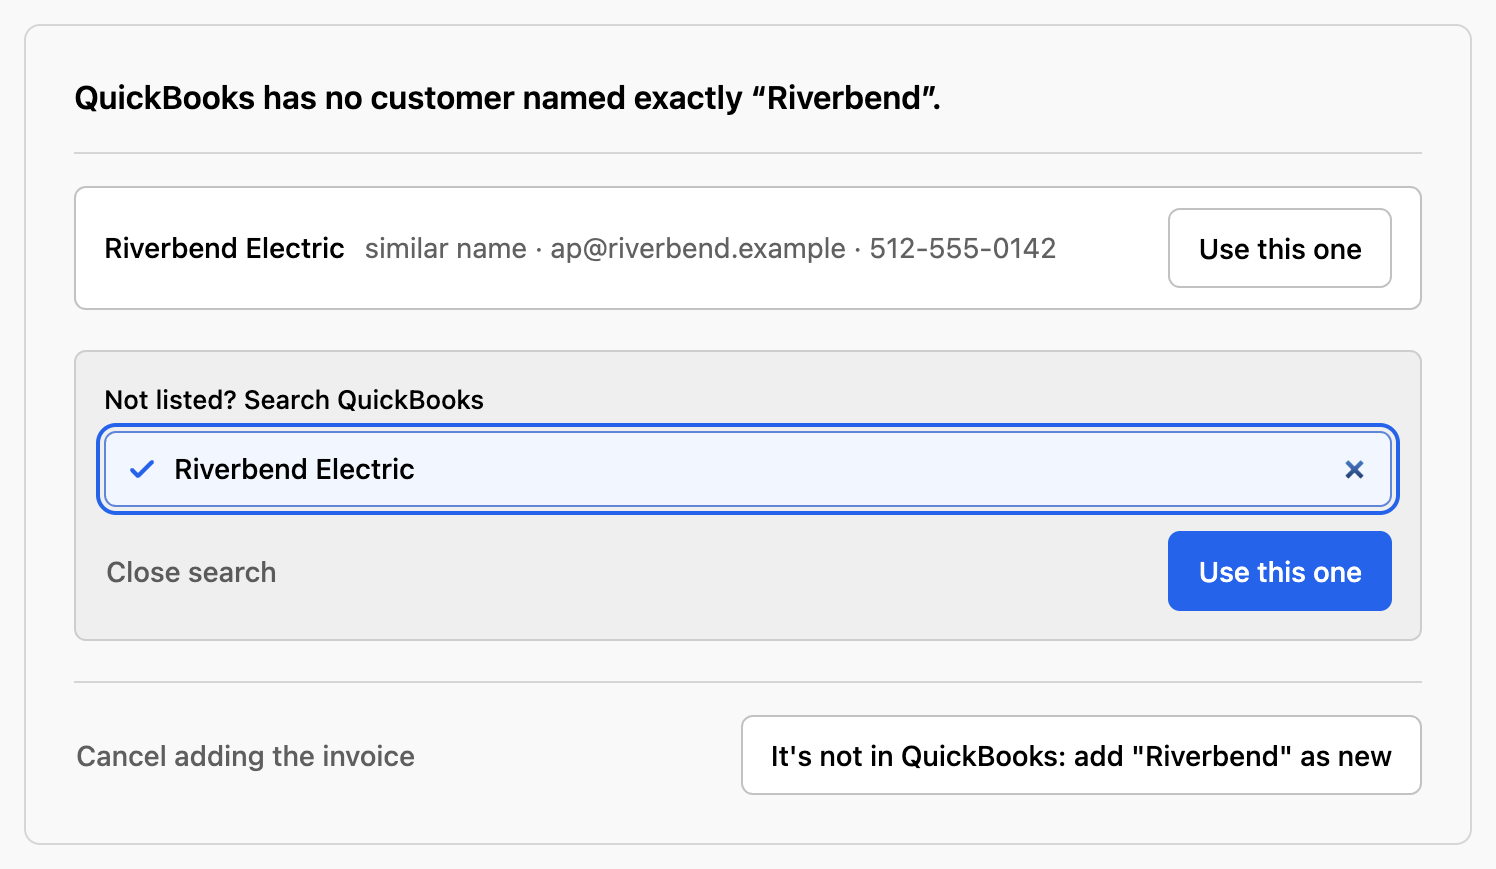 QuickBooks has no customer named exactly “Riverbend”.
Riverbend Electric similar name · ap@riverbend.example · 512-555-0142 Use this one
Not listed? Search QuickBooks
Riverbend Electric
Close search Use this one
Cancel adding the invoice It's not in QuickBooks: add "Riverbend" as new